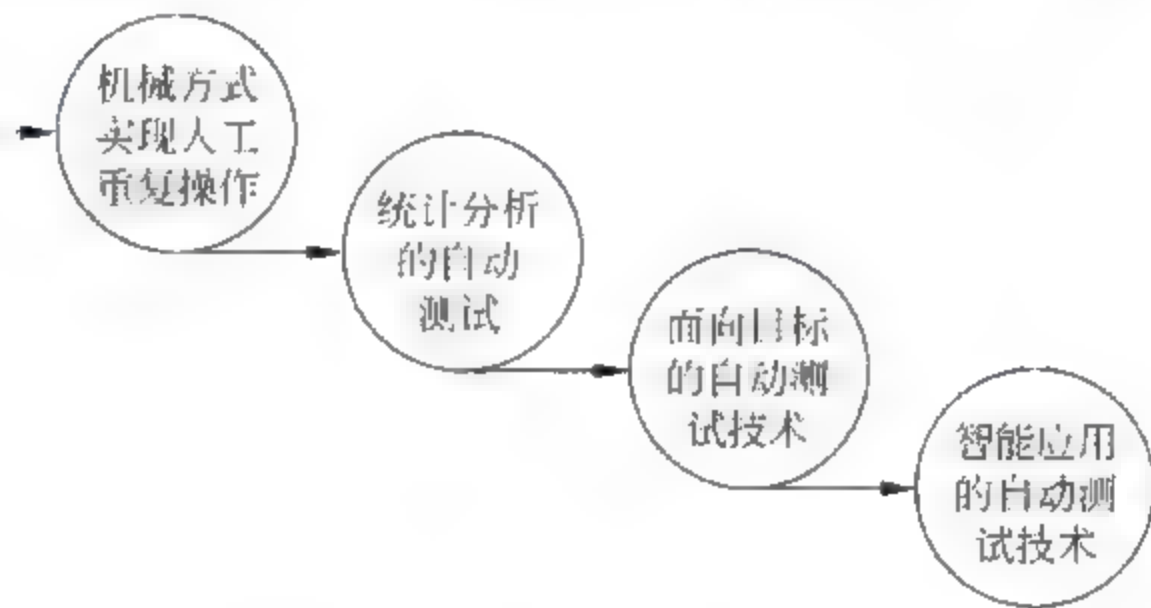 机械方式
实现人工
重复操作
统计分析
的自动
测试
面向目标
的自动测
试技术
智能应用
的自动测
试技术